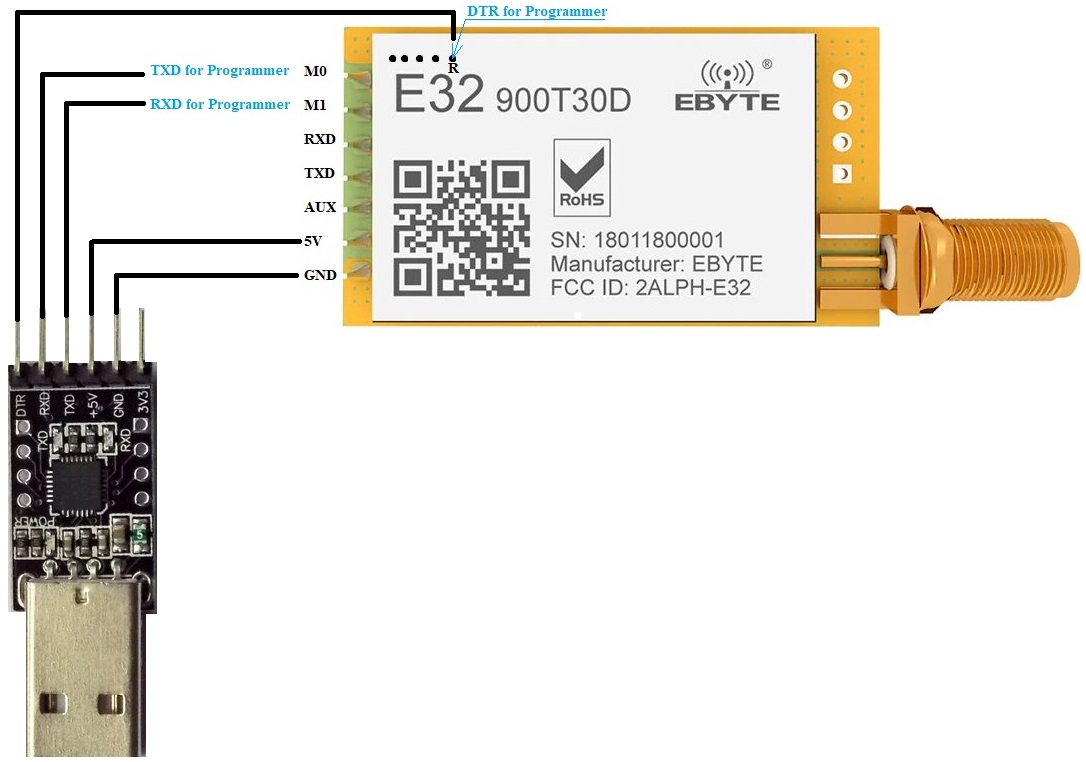 DTR for Programmer
R
TXD for Programmer M0
RXD for Programmer M1
RXD
TXD
AUX
5V
GND
E32 900T30D
EBYTE ®
RoHS
SN: 18011800001
Manufacturer: EBYTE
FCC ID: 2ALPH-E32
DTR
RXD
TXD
+5V
GND
3V3
TXD
RXD
POWER
5